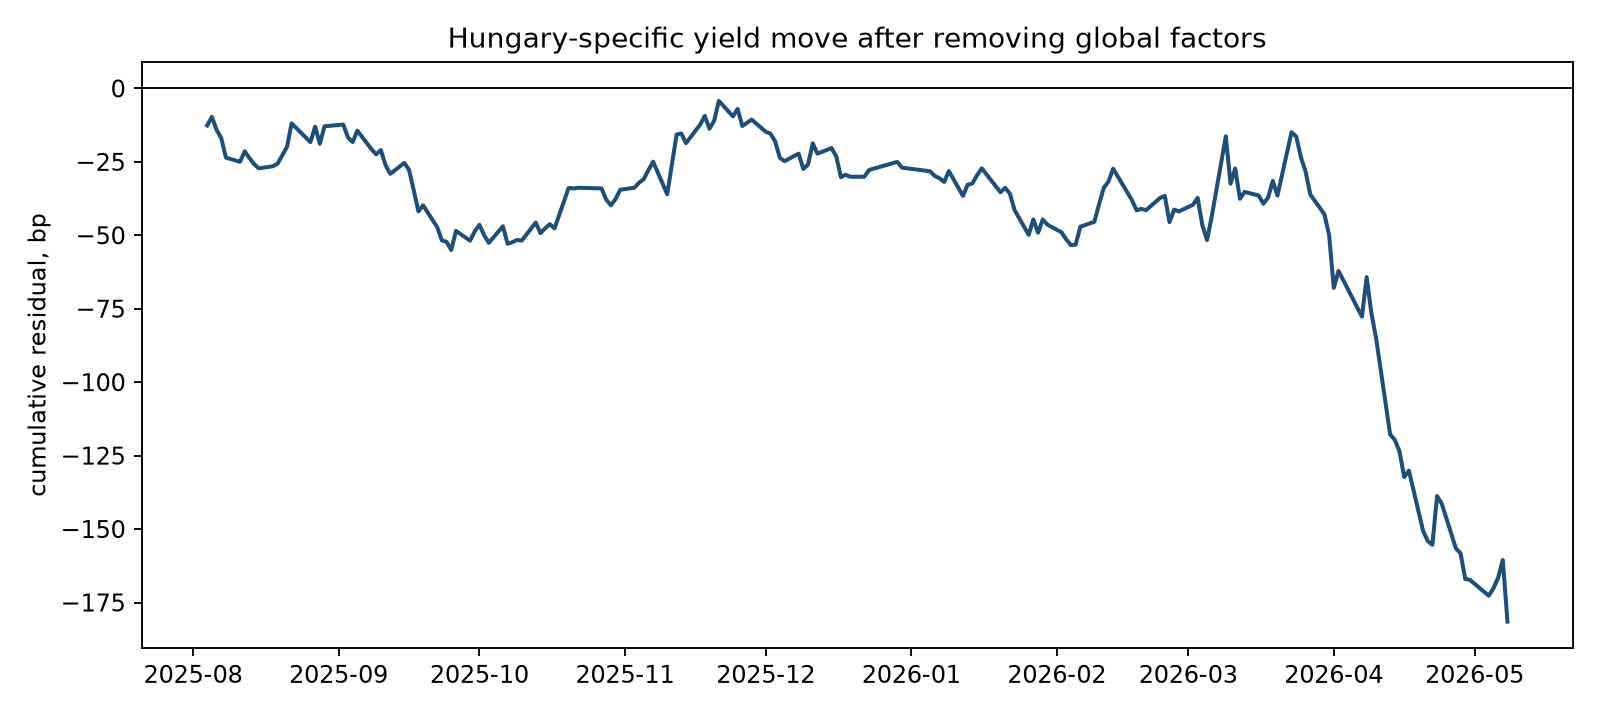 Hungary-specific yield move after removing global factors
cumulative residual, bp
0
−25
−50
−75
−100
−125
−150
−175
2025-08 2025-09 2025-10 2025-11 2025-12 2026-01 2026-02 2026-03 2026-04 2026-05